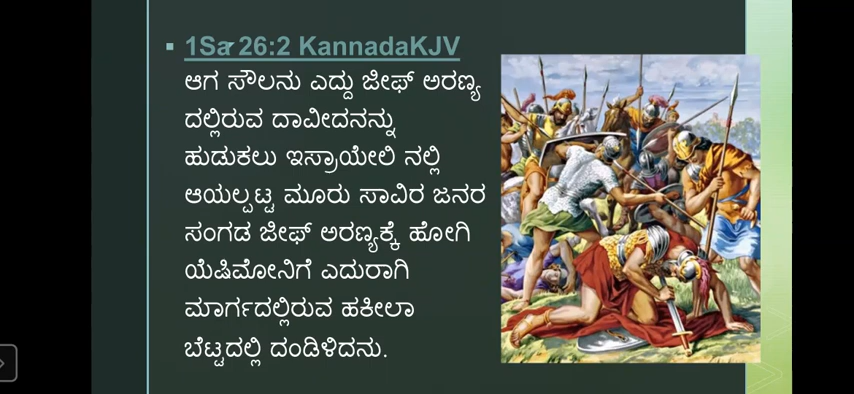 1Sa 26:2 KannadaKJV
ಆಗ ಸೌಲನು ಎದ್ದು ಜೀಫ್ ಅರಣ್ಯ
ದಲ್ಲಿರುವ ದಾವೀದನನ್ನು
ಹುಡುಕಲು ಇಸ್ರಾಯೇಲಿ ನಲ್ಲಿ
ಆಯಲ್ಪಟ್ಟ ಮೂರು ಸಾವಿರ ಜನರ
ಸಂಗಡ ಜೀಫ್ ಅರಣ್ಯಕ್ಕೆ ಹೋಗಿ
ಯೆಷಿಮೋನಿಗೆ ಎದುರಾಗಿ
ಮಾರ್ಗದಲ್ಲಿರುವ ಹಕೀಲಾ
ಬೆಟ್ಟದಲ್ಲಿ ದಂಡಿಳಿದನು.